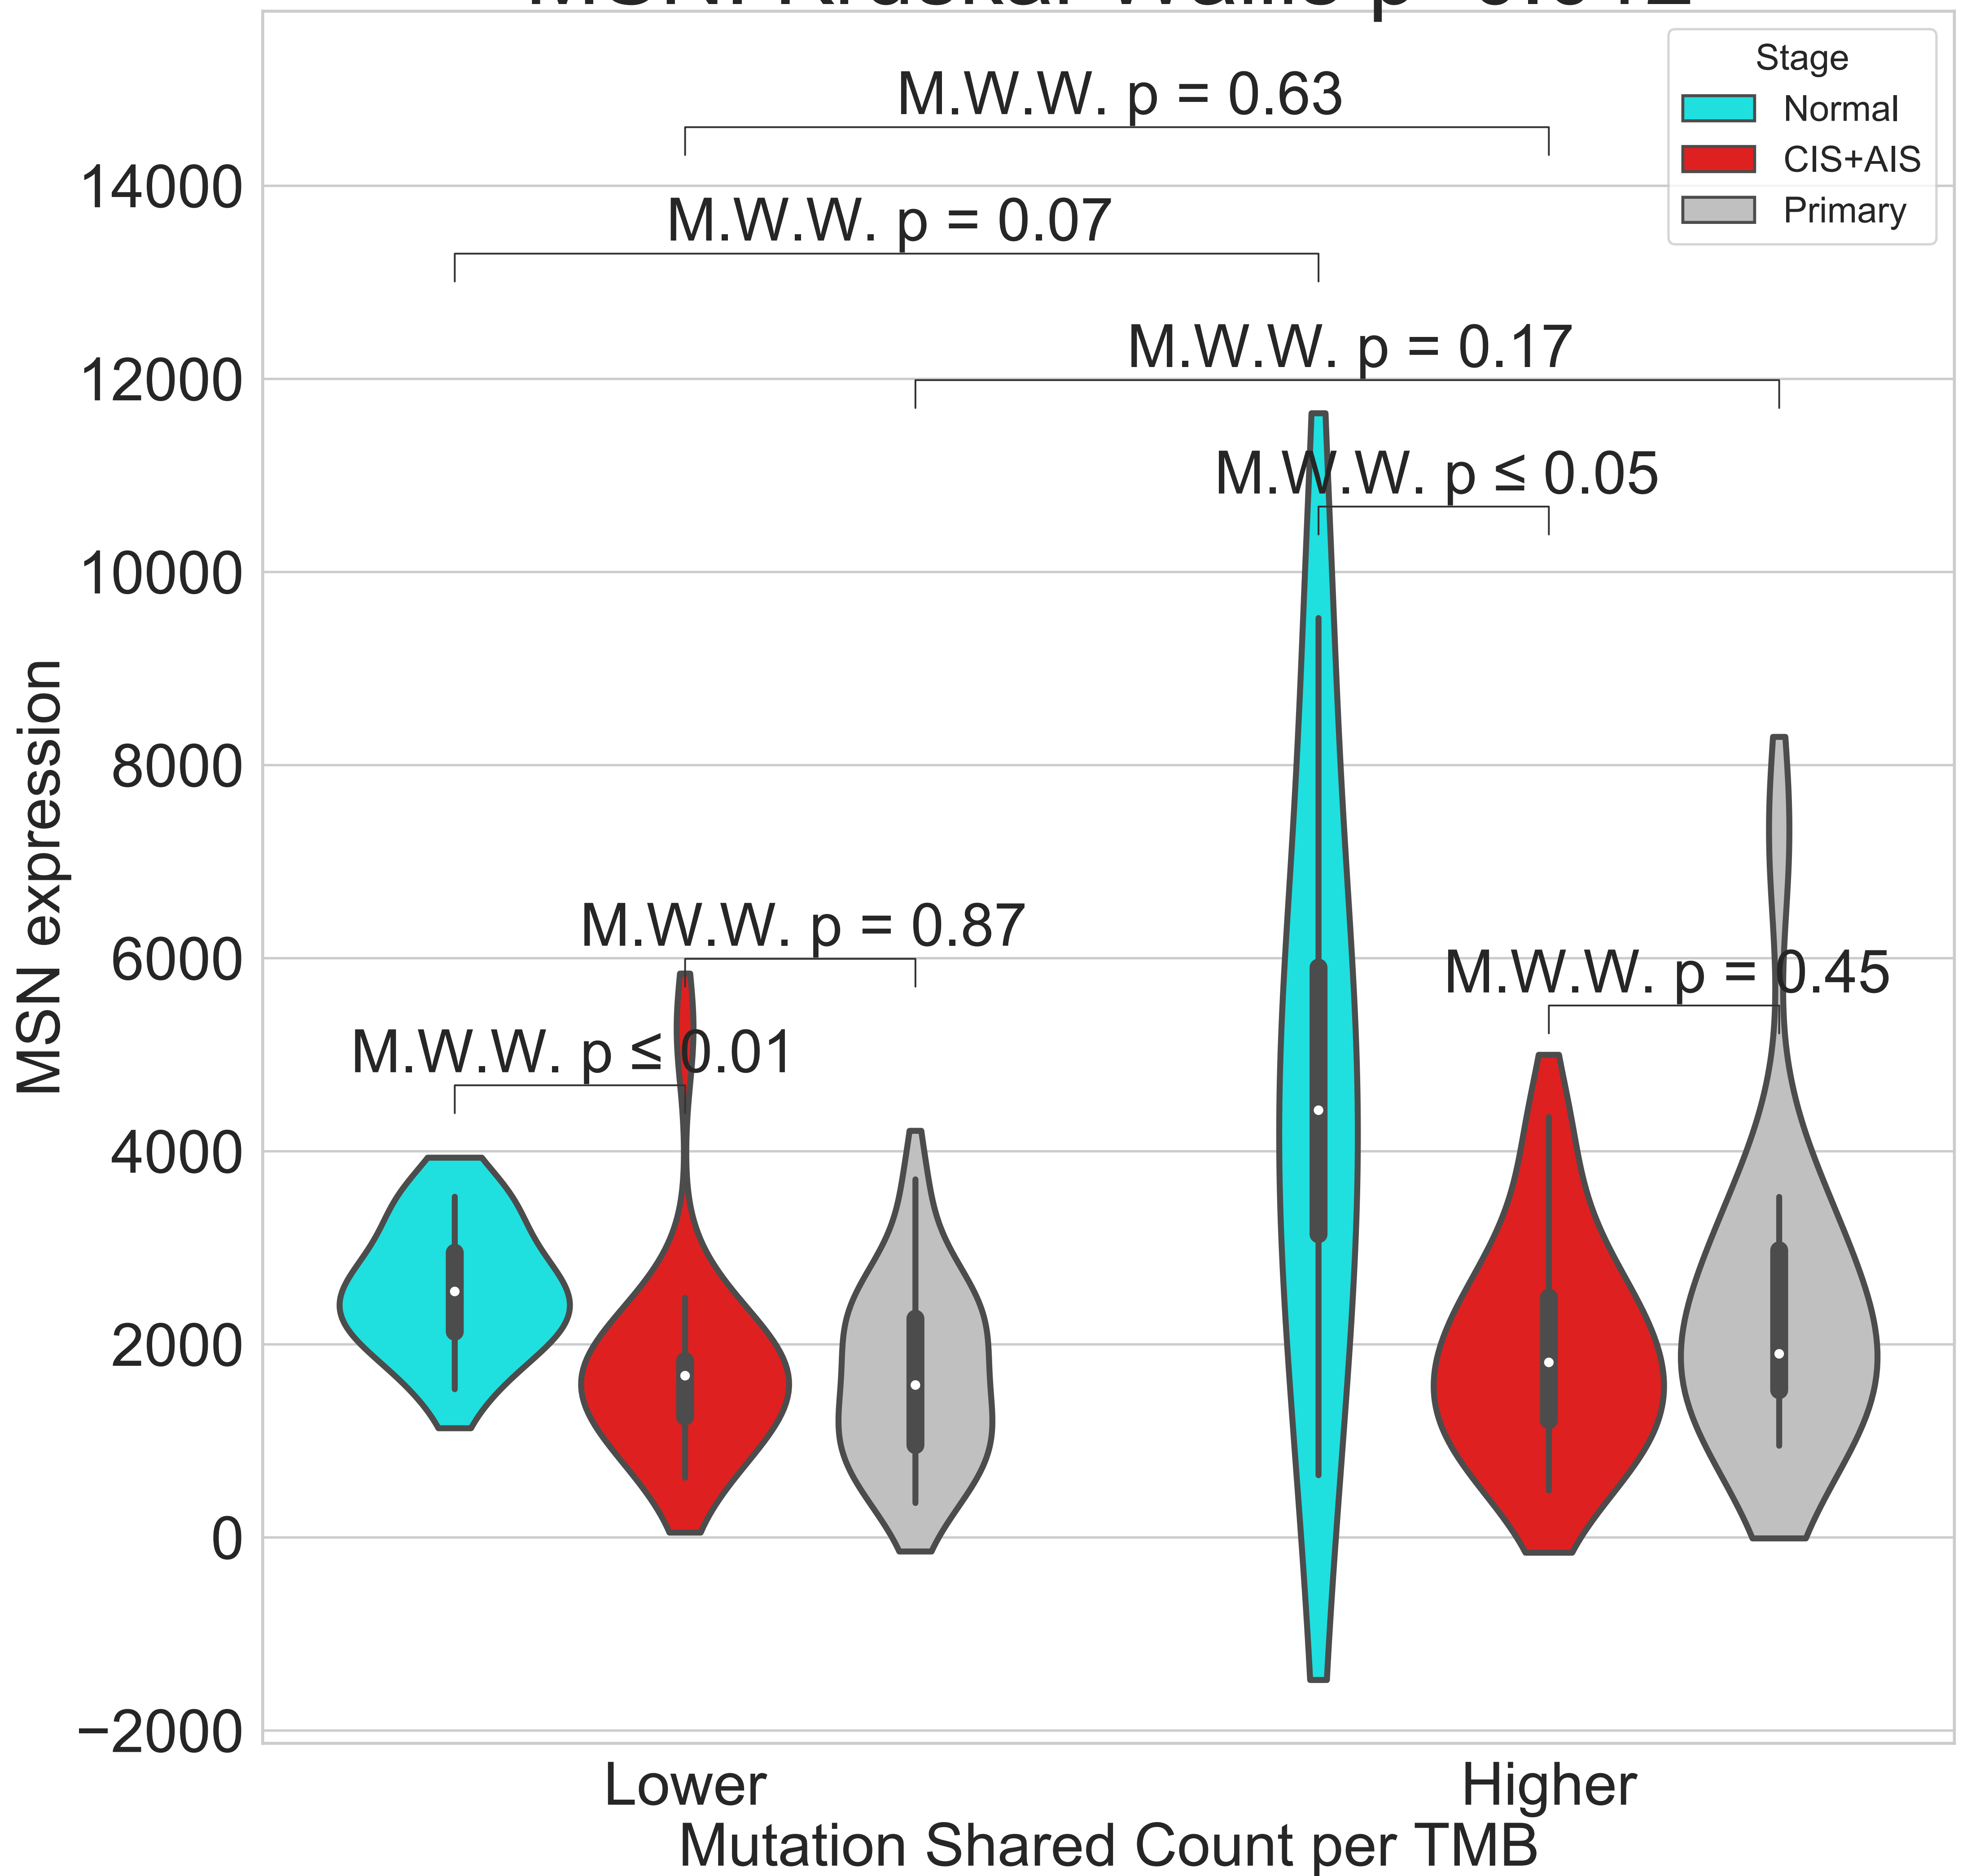 M.W.W. p = 0.63
M.W.W. p = 0.07
M.W.W. p = 0.17
M.W.W. p ≤ 0.05
M.W.W. p = 0.87
M.W.W. p = 0.45
M.W.W. p ≤ 0.01
Stage
Normal
CIS+AIS
Primary
14000
12000
10000
8000
6000
4000
2000
0
−2000
MSN expression
Lower
Higher
Mutation Shared Count per TMB